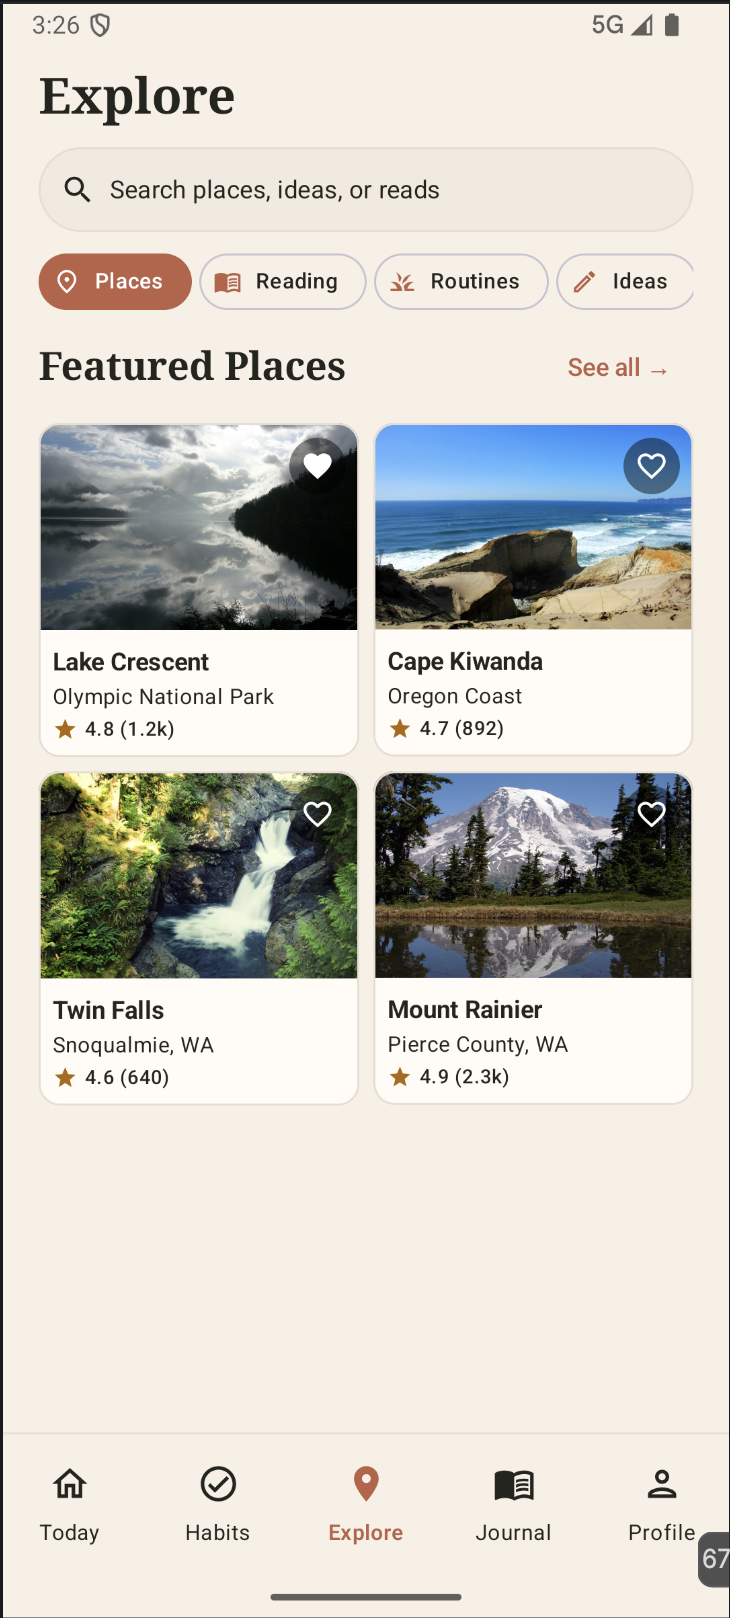 3:26
5G
Explore
Search places, ideas, or reads
Places
Reading
Routines
Ideas
Featured Places
See all →
Lake Crescent
Olympic National Park
4.8 (1.2k)
Cape Kiwanda
Oregon Coast
4.7 (892)
Twin Falls
Snoqualmie, WA
4.6 (640)
Mount Rainier
Pierce County, WA
4.9 (2.3k)
Today
Habits
Explore
Journal
Profile
67